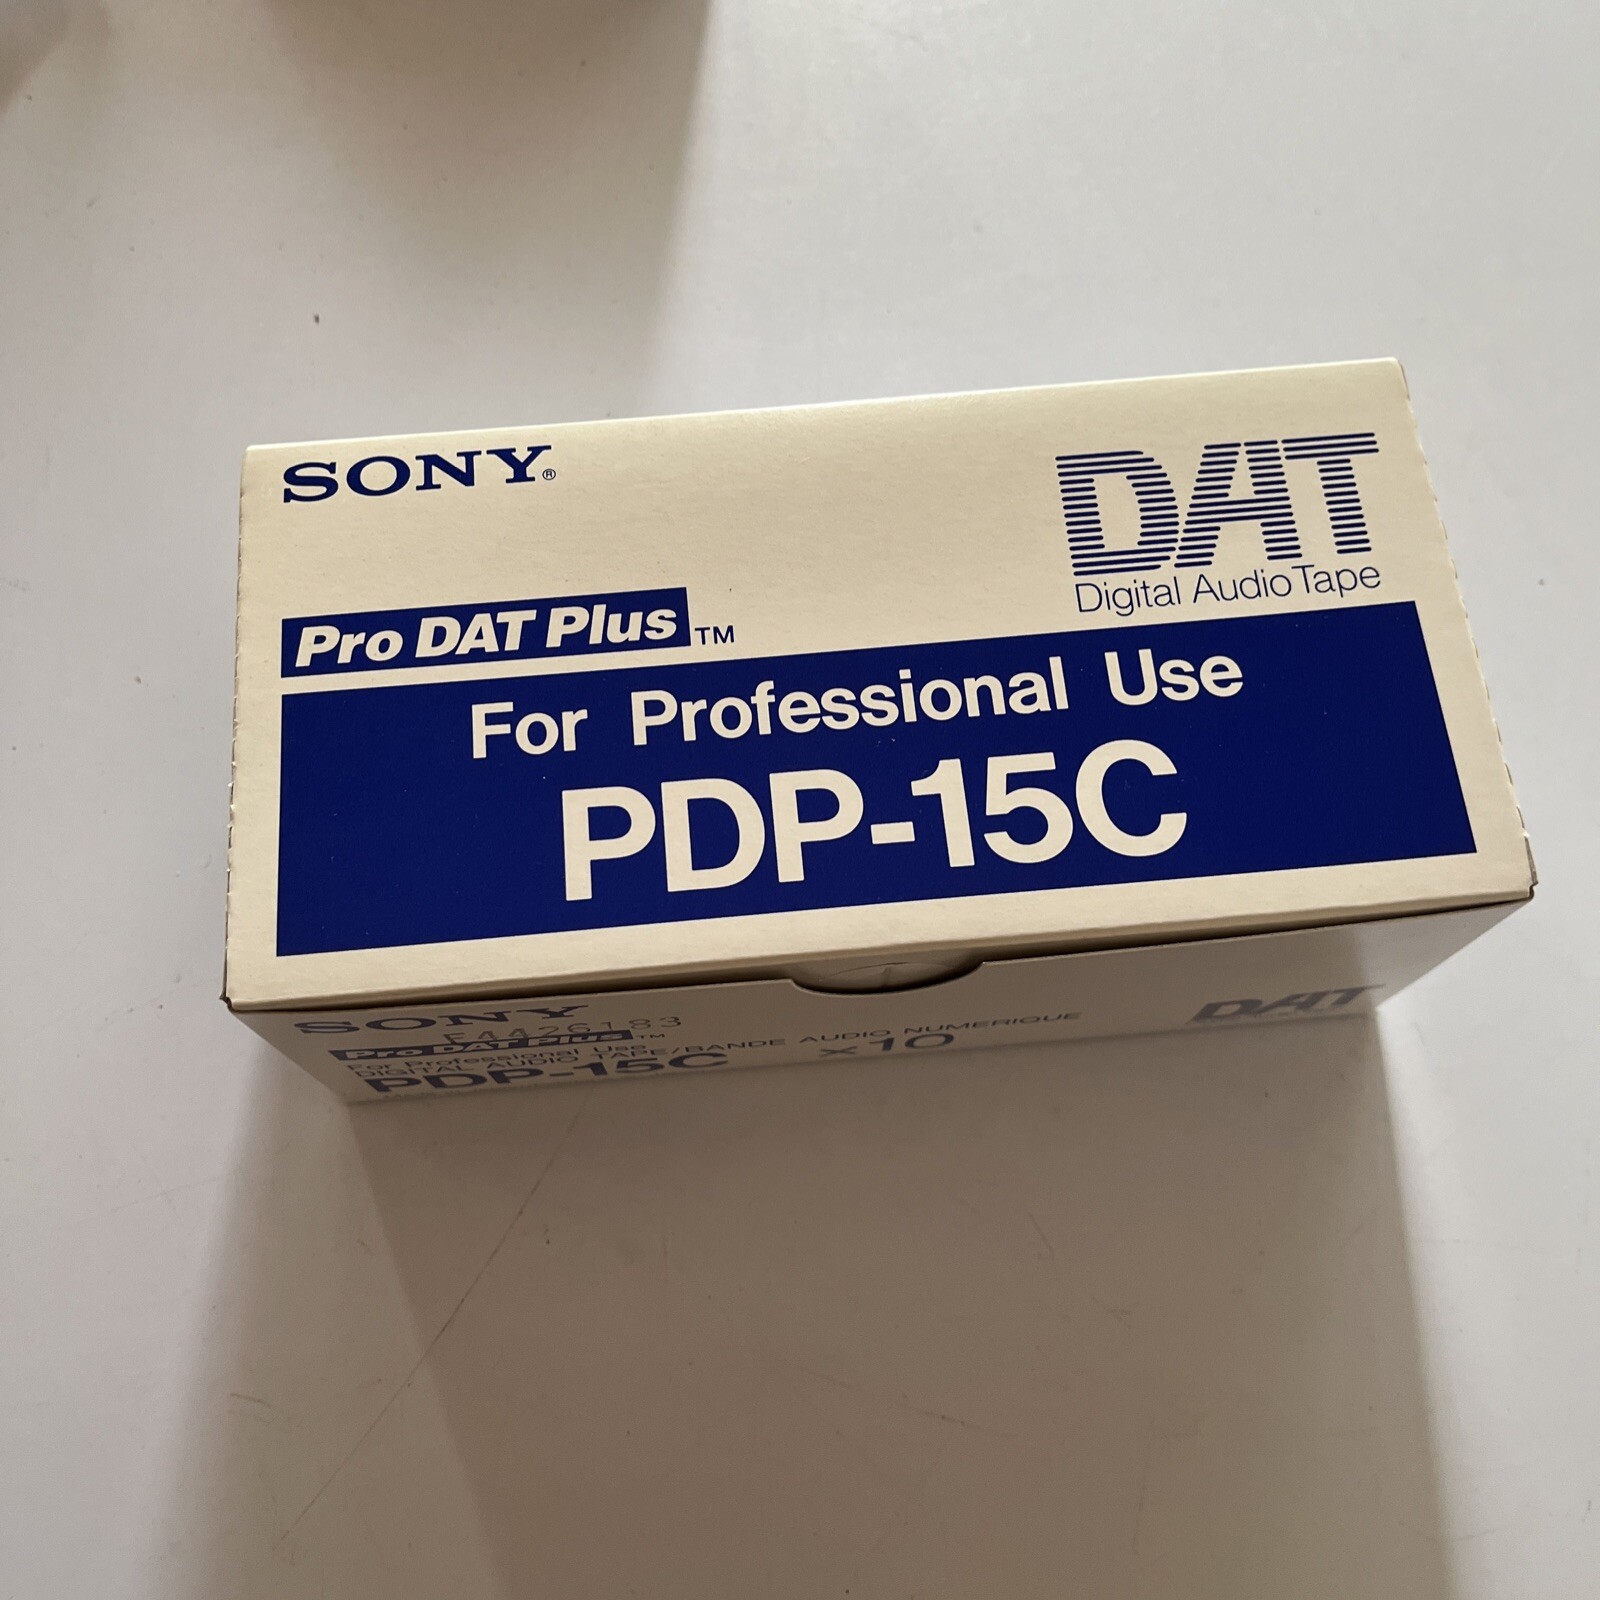 SONY®
DAT
Digital Audio Tape
Pro DAT Plus TM
For Professional Use
PDP-15C
SONY
DAT
Pro DAT Plus TM
For Professional Use
DIGITAL AUDIO TAPE/BANDE AUDIO NUMERIQUE
PDP-15C ×10